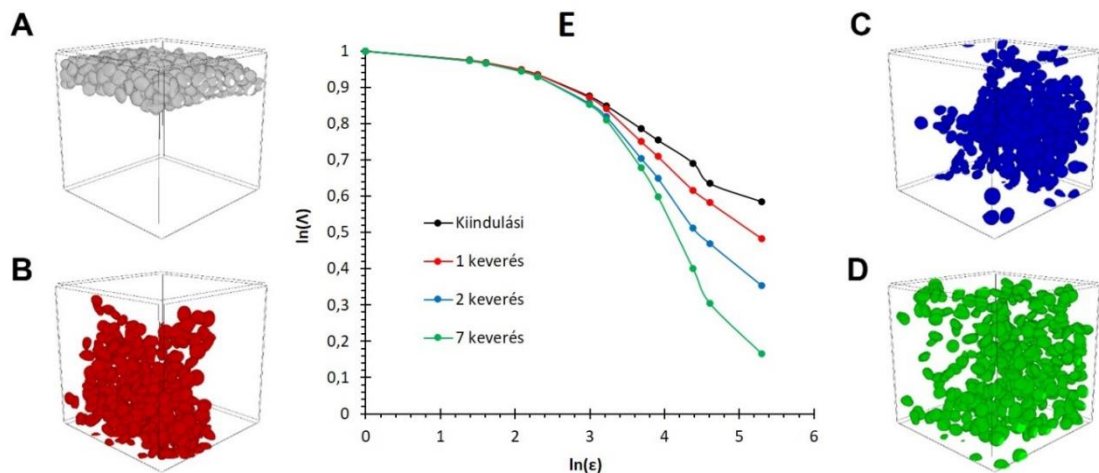 A
B
E
C
D
1
0,9
0,8
0,7
0,6
0,5
0,4
0,3
0,2
0,1
0
ln(V)
Kiindulási
1 keverés
2 keverés
7 keverés
0 1 2 3 4 5 6
ln(ε)